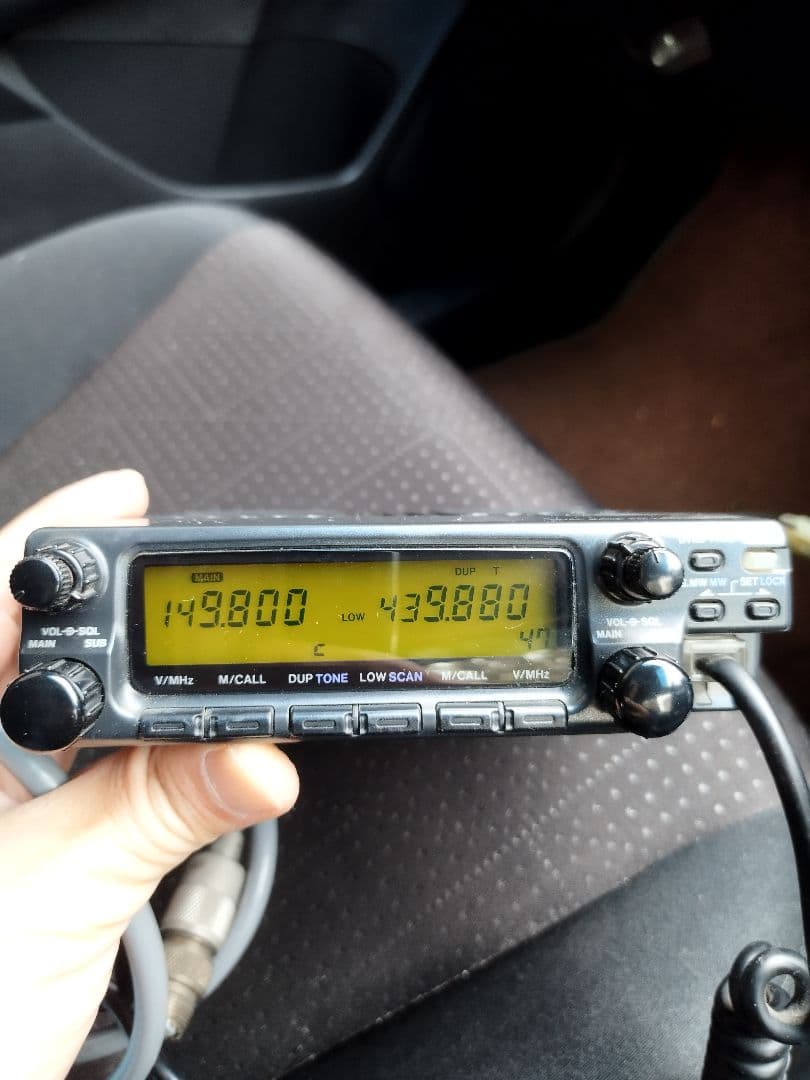 MAIN DUP T
149.800 LOW 439.880
C 47
VOL-SQL
MAIN SUB
V/MHz M/CALL DUP TONE LOW SCAN M/CALL V/MHz
VOL-SQL
MAIN
MW MW SET LOCK